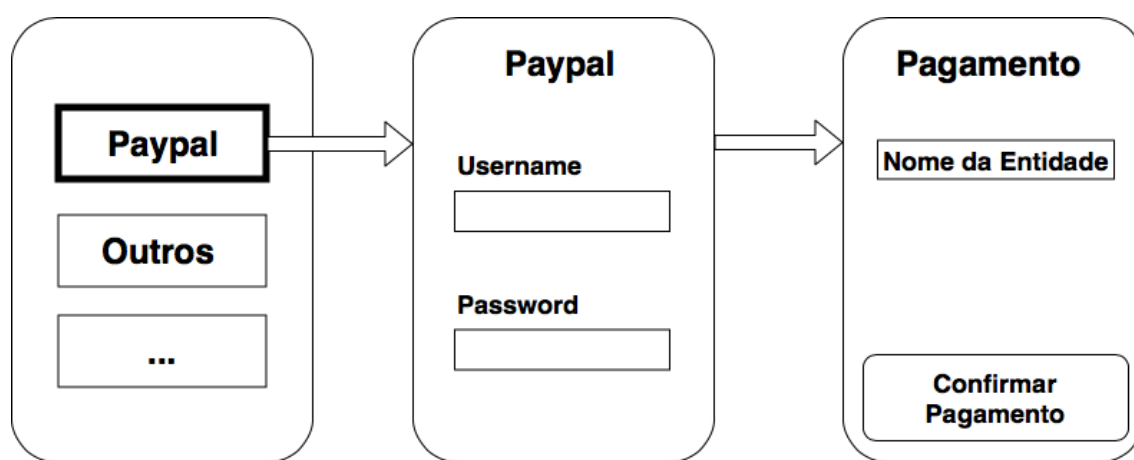 Paypal
Outros
...
Paypal
Username
Password
Pagamento
Nome da Entidade
Confirmar
Pagamento